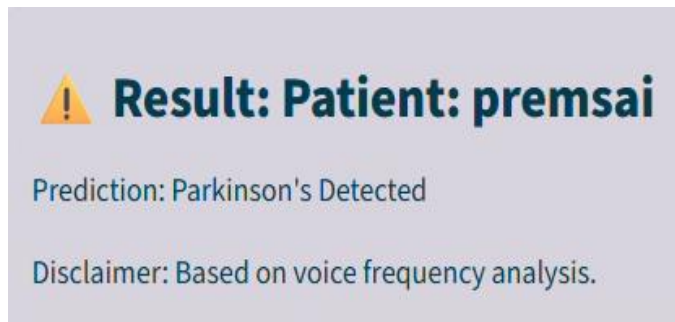 Result: Patient: premsai
Prediction: Parkinson's Detected
Disclaimer: Based on voice frequency analysis.